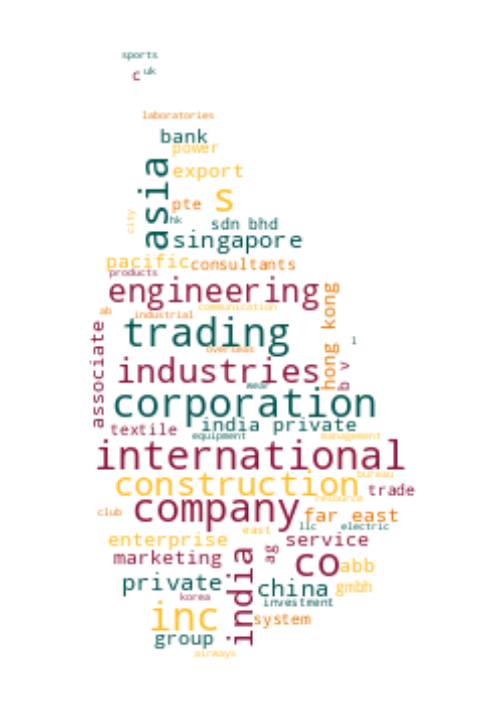 sports
c uk
laboratories
bank
power
asia
export
pte s
city
hk
sdn bhd
singapore
pacific consultants
products
engineering
communication
ab
industrial
hong kong
trading
associate
l
overseas
industries
b v
wear
corporation
india private
textile
equipment
management
international
bureau
construction
trade
resource
company
club
far east
llc electric
east
enterprise
service
ag
marketing
co
abb
india
private
china
gmbh
korea
investment
inc
system
group
airways